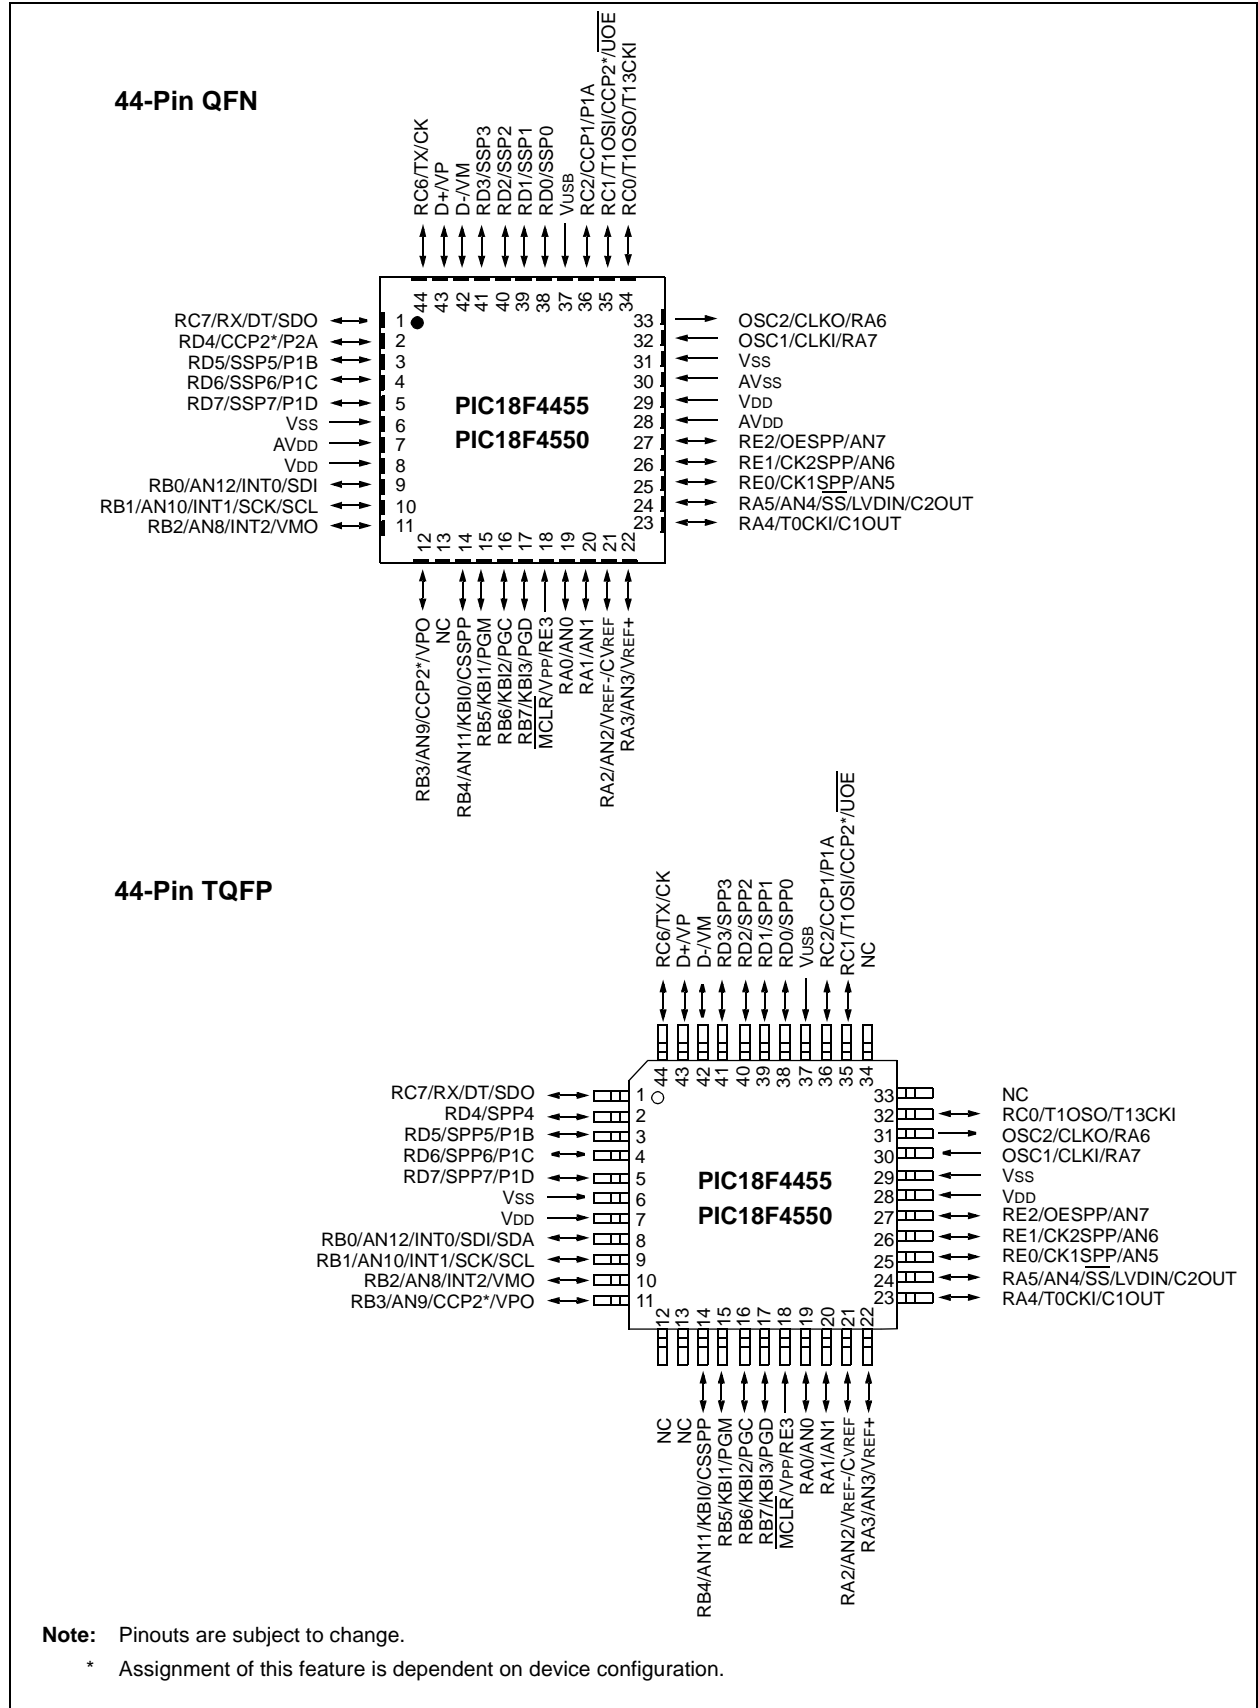 44-Pin QFN
RC6/TX/CK
D+/VP
D-/VM
RD3/SSP3
RD2/SSP2
RD1/SSP1
RD0/SSP0
VUSB
RC2/CCP1/P1A
RC1/T1OSI/CCP2*/UOE
RC0/T1OSO/T13CKI
44 43 42 41 40 39 38 37 36 35 34
RC7/RX/DT/SDO 1
RD4/CCP2*/P2A 2
RD5/SSP5/P1B 3
RD6/SSP6/P1C 4
RD7/SSP7/P1D 5
VSS 6
AVDD 7
VDD 8
RB0/AN12/INT0/SDI 9
RB1/AN10/INT1/SCK/SCL 10
RB2/AN8/INT2/VMO 11
PIC18F4455
PIC18F4550
33 OSC2/CLKO/RA6
32 OSC1/CLKI/RA7
31 VSS
30 AVSS
29 VDD
28 AVDD
27 RE2/OESPP/AN7
26 RE1/CK2SPP/AN6
25 RE0/CK1SPP/AN5
24 RA5/AN4/SS/LVDIN/C2OUT
23 RA4/T0CKI/C1OUT
12 13 14 15 16 17 18 19 20 21 22
RB3/AN9/CCP2*/VPO
NC
RB4/AN11/KBI0/CSSPP
RB5/KBI1/PGM
RB6/KBI2/PGC
RB7/KBI3/PGD
MCLR/VPP/RE3
RA0/AN0
RA1/AN1
RA2/AN2/VREF-/CVREF
RA3/AN3/VREF+
44-Pin TQFP
RC6/TX/CK
D+/VP
D-/VM
RD3/SPP3
RD2/SPP2
RD1/SPP1
RD0/SPP0
VUSB
RC2/CCP1/P1A
RC1/T1OSI/CCP2*/UOE
NC
44 43 42 41 40 39 38 37 36 35 34
RC7/RX/DT/SDO 1
RD4/SPP4 2
RD5/SPP5/P1B 3
RD6/SPP6/P1C 4
RD7/SPP7/P1D 5
VSS 6
VDD 7
RB0/AN12/INT0/SDI/SDA 8
RB1/AN10/INT1/SCK/SCL 9
RB2/AN8/INT2/VMO 10
RB3/AN9/CCP2*/VPO 11
PIC18F4455
PIC18F4550
33 NC
32 RC0/T1OSO/T13CKI
31 OSC2/CLKO/RA6
30 OSC1/CLKI/RA7
29 VSS
28 VDD
27 RE2/OESPP/AN7
26 RE1/CK2SPP/AN6
25 RE0/CK1SPP/AN5
24 RA5/AN4/SS/LVDIN/C2OUT
23 RA4/T0CKI/C1OUT
12 13 14 15 16 17 18 19 20 21 22
NC
NC
RB4/AN11/KBI0/CSSPP
RB5/KBI1/PGM
RB6/KBI2/PGC
RB7/KBI3/PGD
MCLR/VPP/RE3
RA0/AN0
RA1/AN1
RA2/AN2/VREF-/CVREF
RA3/AN3/VREF+
Note: Pinouts are subject to change.
* Assignment of this feature is dependent on device configuration.